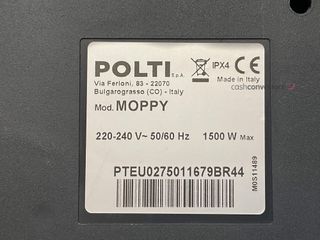 POLTI S.p.A.
Via Ferloni, 83 - 22070
Bulgarograsso (CO) - Italy
IPX4 CE
Made in Italy
cashconverters
Mod. MOPPY
220-240 V~ 50/60 Hz 1500 W Max
PTEU0275011679BR44
M0S11489